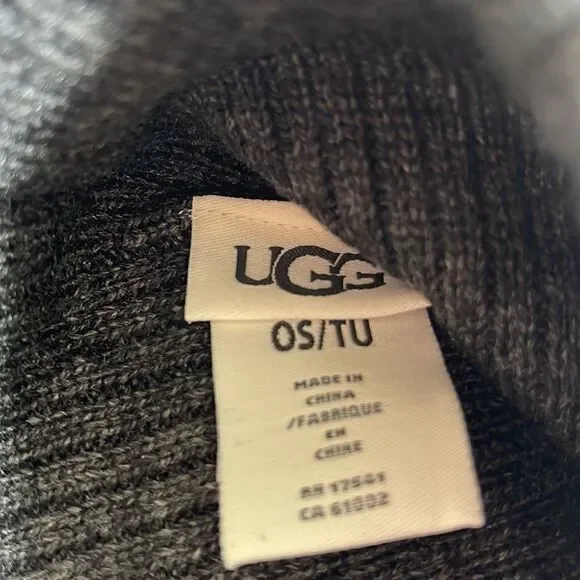 UGG
OS/TU
MADE IN
CHINA
/FABRIQUE
EN
CHINE
RN 17541
CA 61002